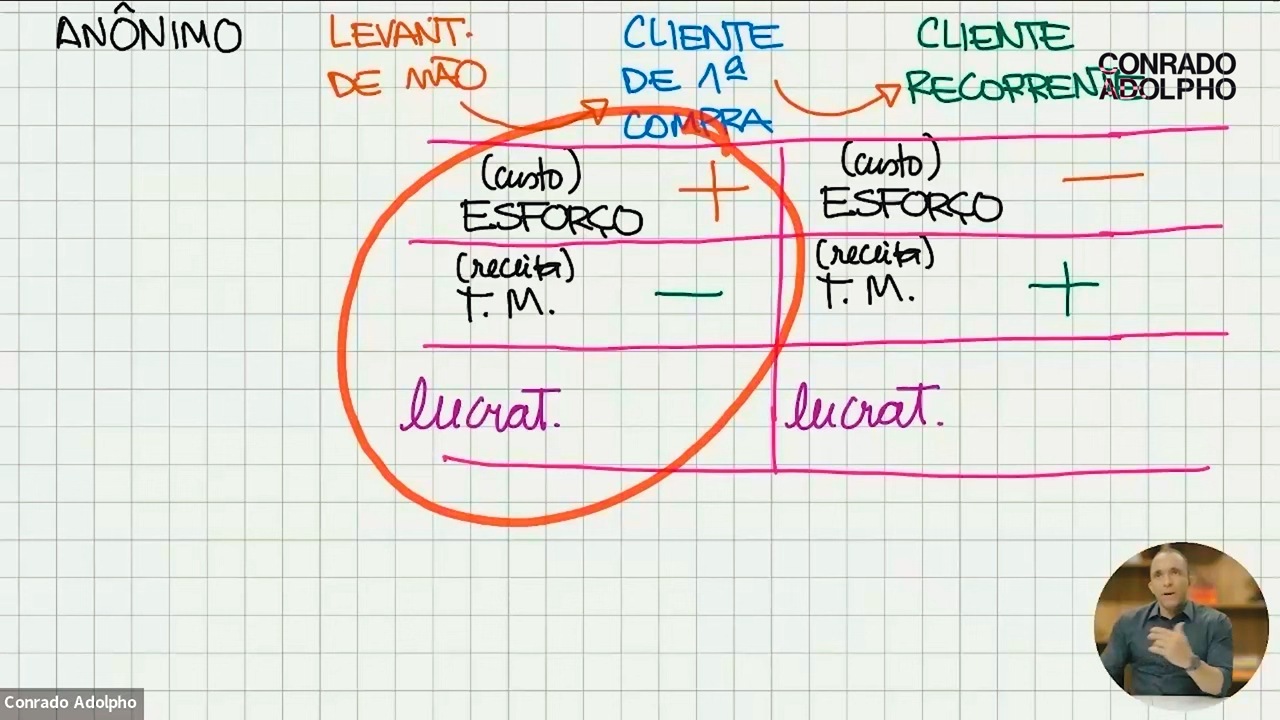 ANÔNIMO
LEVANT.
DE MÃO
CLIENTE
DE 1ª
COMPRA
CLIENTE
RECORRENTE
CONRADO
ADOLPHO
(custo)
ESFORÇO +
(custo)
ESFORÇO −
(receita)
T. M. −
(receita)
T. M. +
lucrat.
lucrat.
Conrado Adolpho